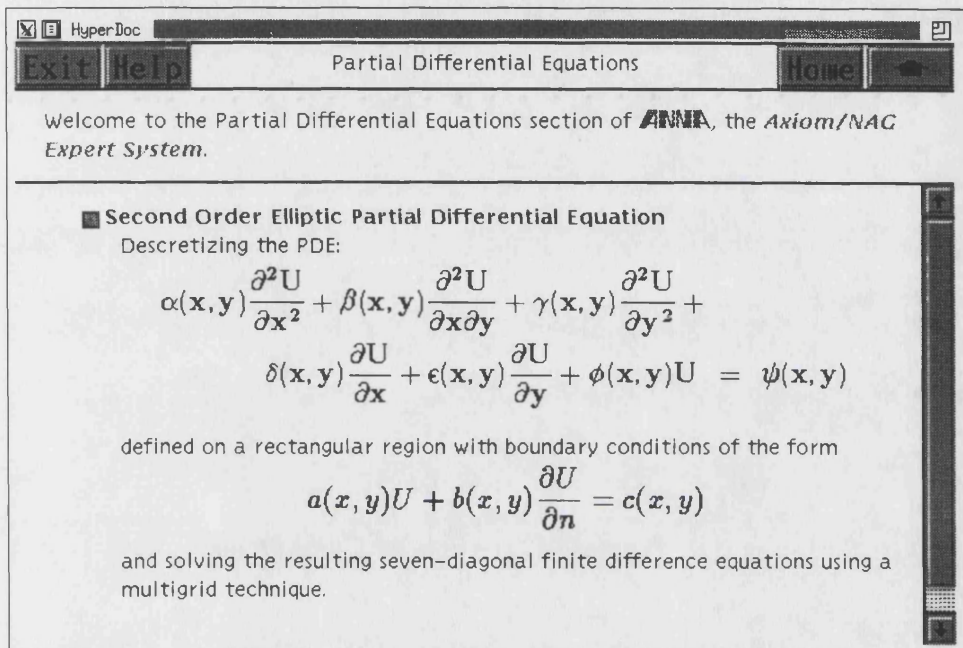 HyperDoc
Exit Help Partial Differential Equations Home
Welcome to the Partial Differential Equations section of ANNA, the Axiom/NAG
Expert System.
Second Order Elliptic Partial Differential Equation
Descretizing the PDE:
α(x, y) ∂²U/∂x² + β(x, y) ∂²U/∂x∂y + γ(x, y) ∂²U/∂y² +
δ(x, y) ∂U/∂x + ϵ(x, y) ∂U/∂y + ϕ(x, y)U = ψ(x, y)
defined on a rectangular region with boundary conditions of the form
a(x, y)U + b(x, y) ∂U/∂n = c(x, y)
and solving the resulting seven-diagonal finite difference equations using a
multigrid technique.